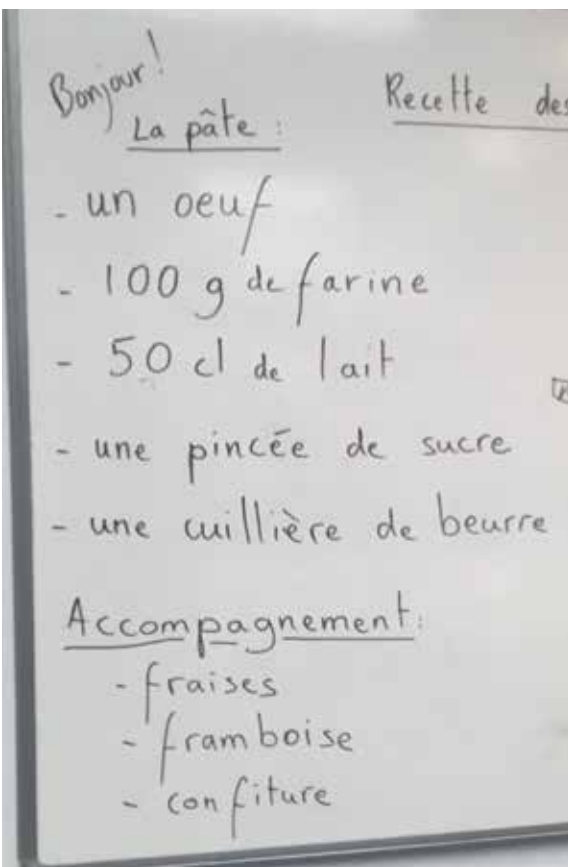 Bonjour!
Recette des
La pâte :
- un oeuf
- 100 g de farine
- 50 cl de lait
- une pincée de sucre
- une cuillière de beurre
Accompagnement:
- fraises
- framboise
- confiture